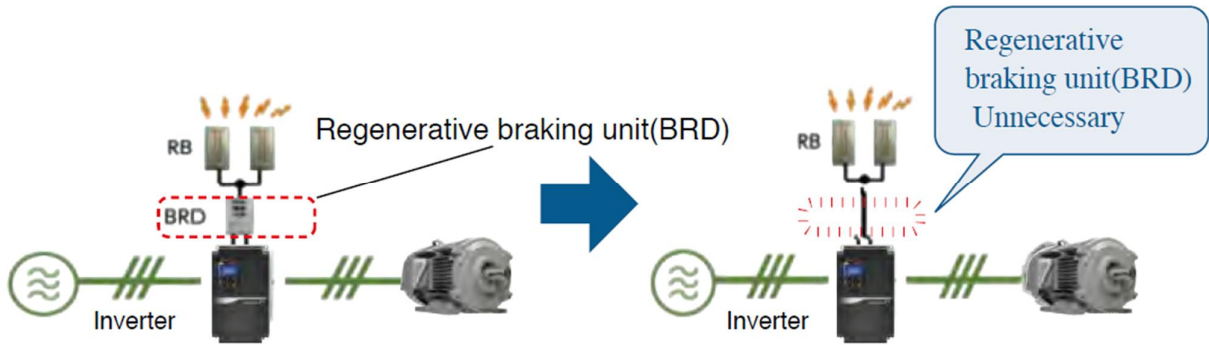 RB
Regenerative braking unit(BRD)
BRD
Inverter
Regenerative
braking unit(BRD)
Unnecessary
RB
Inverter